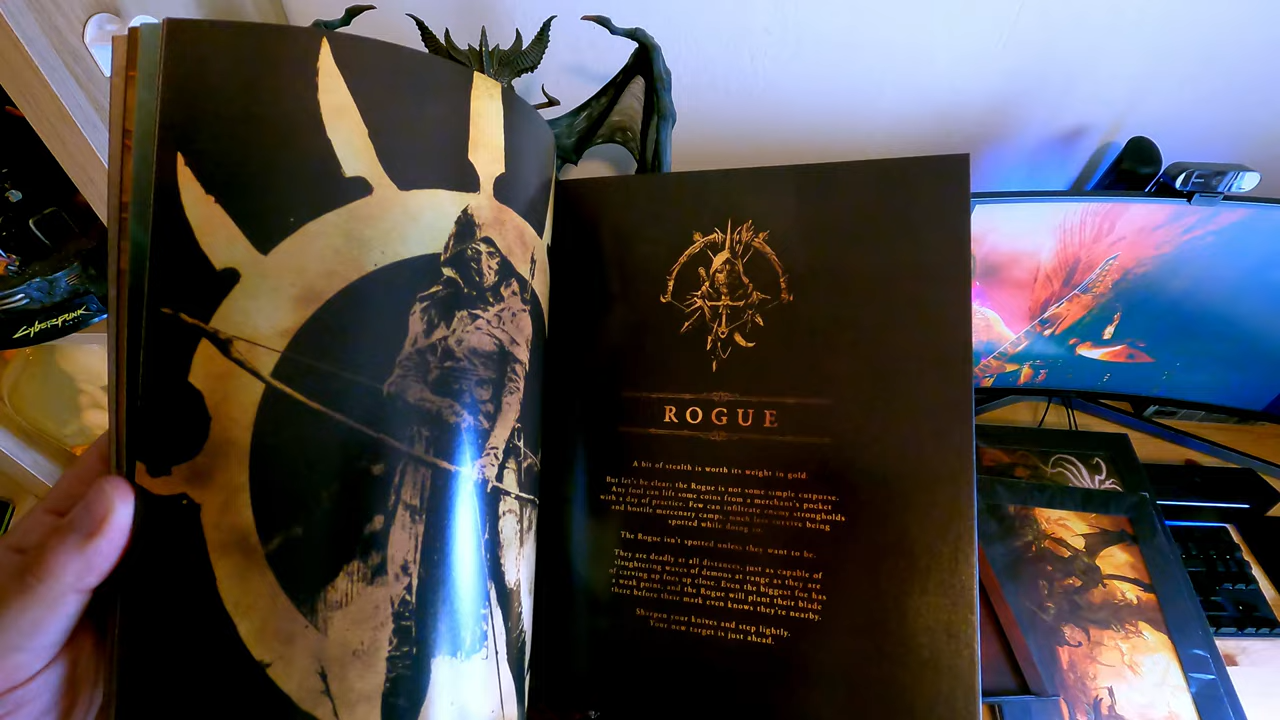 CYBERPUNK
ROGUE
A bit of stealth is worth its weight in gold.
But let's be clear: the Rogue is not some simple cutpurse.
Any fool can lift some coins from a merchant's pocket
with a day of practice. Few can infiltrate enemy strongholds
and hostile mercenary camps, much less survive being
spotted while doing so.
The Rogue isn't spotted unless they want to be.
They are deadly at all distances, just as capable of
slaughtering waves of demons at range as they are
of carving up foes up close. Even the biggest foe has
a weak point, and the Rogue will plant their blade
there before their mark even knows they're nearby.
Sharpen your knives and step lightly.
Your new target is just ahead.